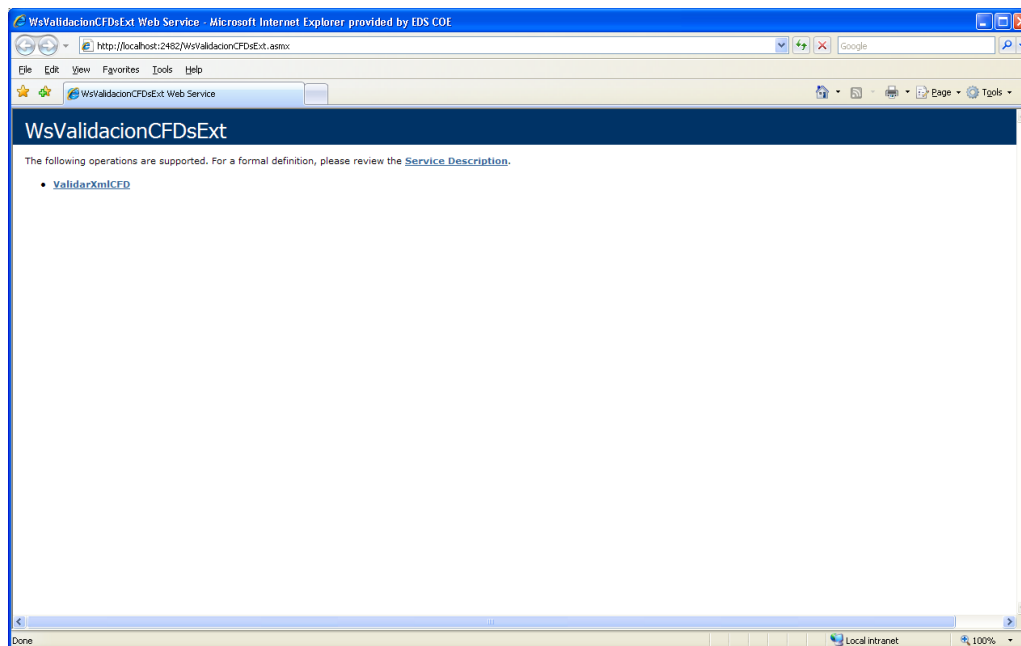 WsValidacionCFDsExt Web Service - Microsoft Internet Explorer provided by EDS COE
http://localhost:2482/WsValidacionCFDsExt.asmx
Google
File Edit View Favorites Tools Help
WsValidacionCFDsExt Web Service
Page Tools
WsValidacionCFDsExt
The following operations are supported. For a formal definition, please review the Service Description.
ValidarXmlCFD
Done
Local intranet
100%